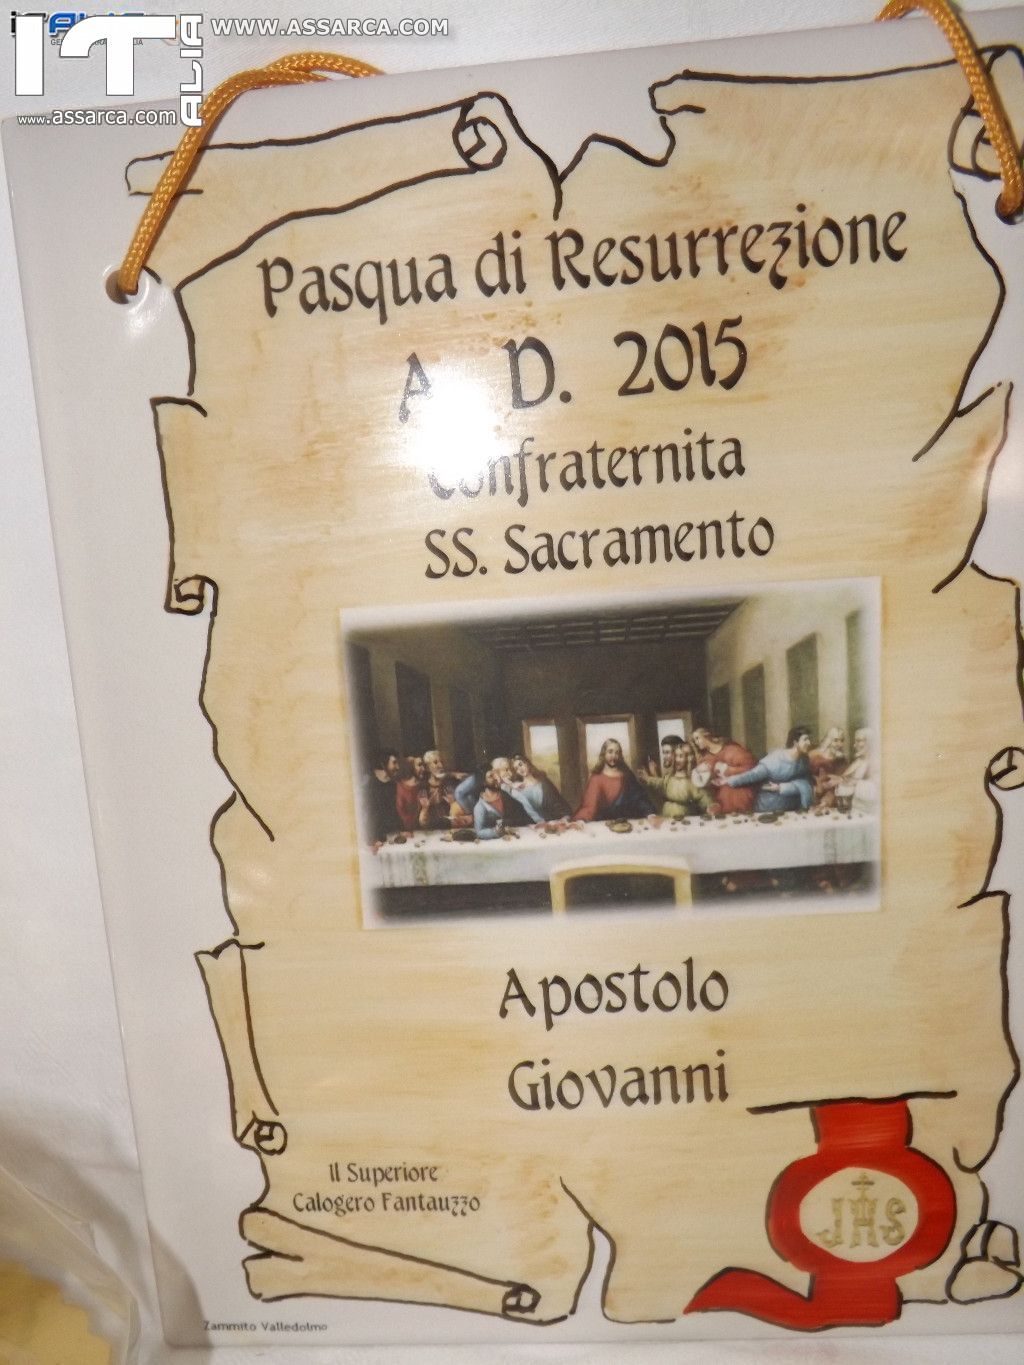 WWW.ASSARCA.COM
ITALIA
www.assarca.com
Pasqua di Resurrezione
A. D. 2015
Confraternita
SS. Sacramento
Apostolo
Giovanni
Il Superiore
Calogero Fantauzzo
JHS
Zammito Valledolmo